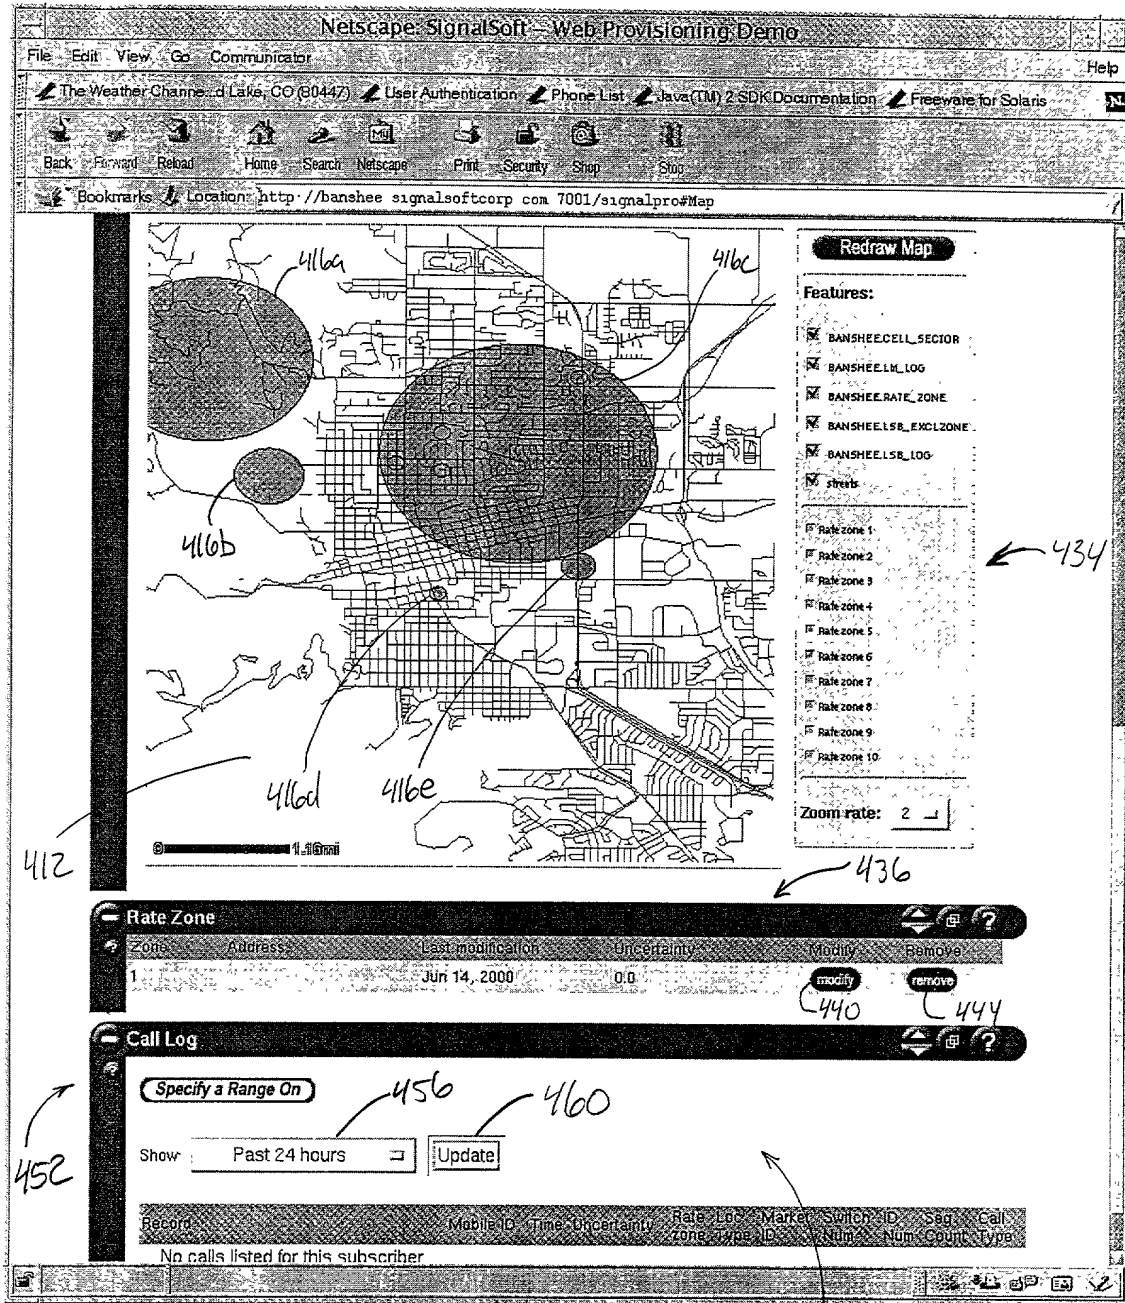 Netscape: SignalSoft – Web Provisioning Demo
File Edit View Go Communicator
Help
The Weather Channe...d Lake, CO (80447) User Authentication Phone List Java(TM) 2 SDK Documentation Freeware for Solaris
N
My
Back Forward Reload Home Search Netscape Print Security Shop Stop
Bookmarks Location: http://banshee signalsoftcorp com 7001/signalpro#Map
Redraw Map
416a
416c
Features:
BANSHEE.CELL_SECTOR
BANSHEE.LM_LOG
BANSHEE.RATE_ZONE
BANSHEE.LSB_EXCLZONE
BANSHEE.LSB_LOG
streets
416b
Rate zone 1
Rate zone 2
434
Rate zone 3
Rate zone 4
Rate zone 5
Rate zone 6
Rate zone 7
Rate zone 8
Rate zone 9
Rate zone 10
416d
416e
Zoom rate: 2
412
0 1.16mi
436
Rate Zone ?
Zone Address Last modification Uncertainty Modify Remove
1 Jun 14, 2000 0.0 modify remove
440
444
Call Log ?
Specify a Range On
456
460
452
Show Past 24 hours Update
Record Mobile ID Time Uncertainty Rate zone Loc Type Market ID Switch Num ID Num Seg Count Call Type
No calls listed for this subscriber